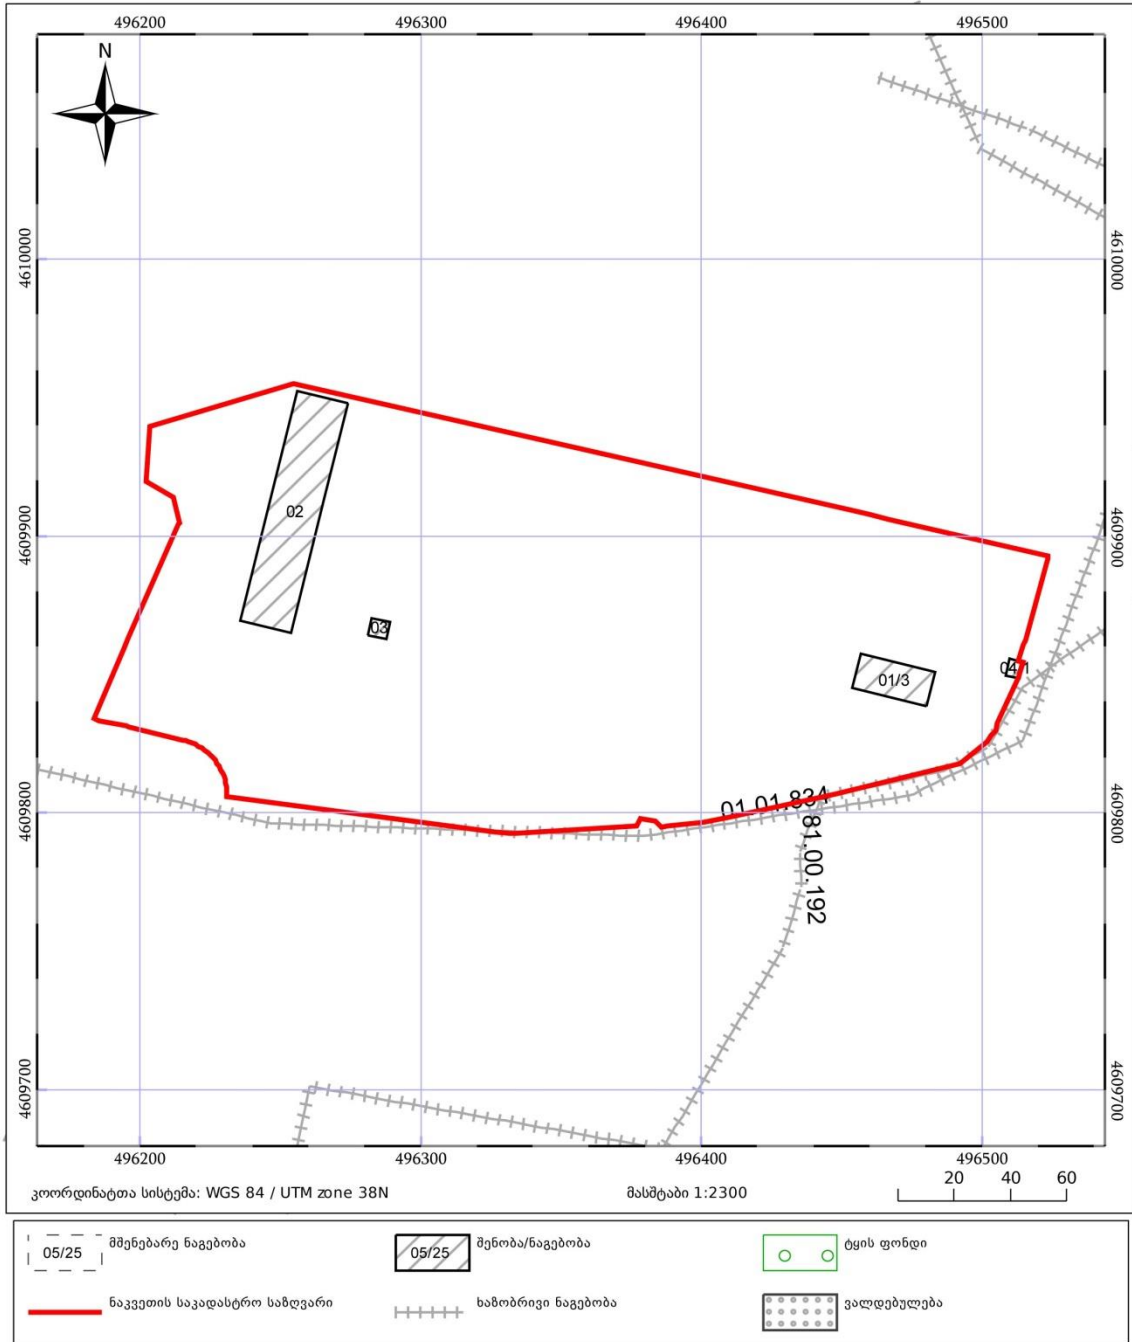 496200 496300 496400 496500
N
4610000 4610000
02
4609900 4609900
03
04/1
01/3
01.01.834
4609800 4609800
81.00.192
4609700 4609700
496200 496300 496400 496500
კოორდინატთა სისტემა: WGS 84 / UTM zone 38N მასშტაბი 1:2300 20 40 60
05/25 მშენებარე ნაგებობა 05/25 შენობა/ნაგებობა ტყის ფონდი
ნაკვეთის საკადასტრო საზღვარი ხაზობრივი ნაგებობა ვალდებულება